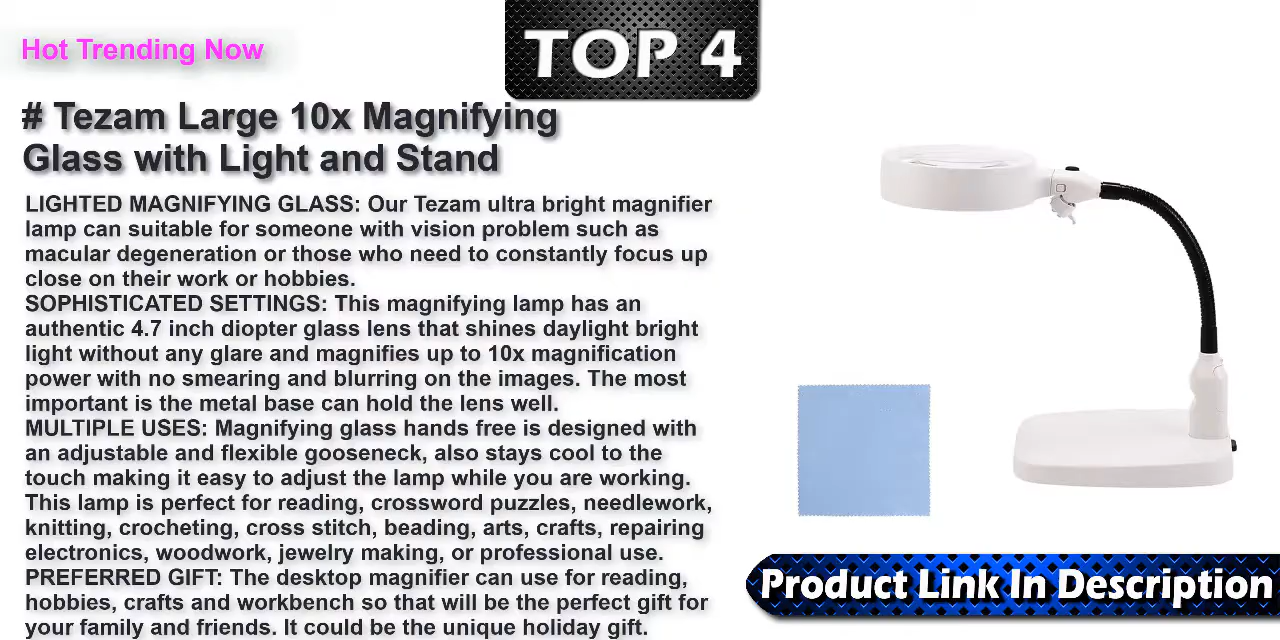 Hot Trending Now
TOP 4
# Tezam Large 10x Magnifying
Glass with Light and Stand
LIGHTED MAGNIFYING GLASS: Our Tezam ultra bright magnifier
lamp can suitable for someone with vision problem such as
macular degeneration or those who need to constantly focus up
close on their work or hobbies.
SOPHISTICATED SETTINGS: This magnifying lamp has an
authentic 4.7 inch diopter glass lens that shines daylight bright
light without any glare and magnifies up to 10x magnification
power with no smearing and blurring on the images. The most
important is the metal base can hold the lens well.
MULTIPLE USES: Magnifying glass hands free is designed with
an adjustable and flexible gooseneck, also stays cool to the
touch making it easy to adjust the lamp while you are working.
This lamp is perfect for reading, crossword puzzles, needlework,
knitting, crocheting, cross stitch, beading, arts, crafts, repairing
electronics, woodwork, jewelry making, or professional use.
PREFERRED GIFT: The desktop magnifier can use for reading,
hobbies, crafts and workbench so that will be the perfect gift for
your family and friends. It could be the unique holiday gift.
Product Link In Description